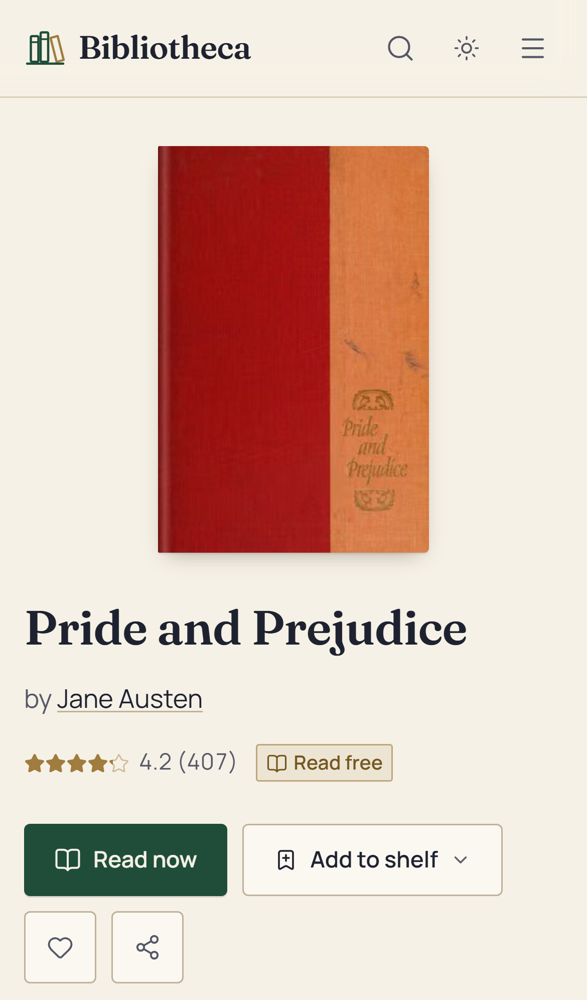 Bibliotheca
Pride
and
Prejudice
Pride and Prejudice
by Jane Austen
4.2 (407)
Read free
Read now
Add to shelf